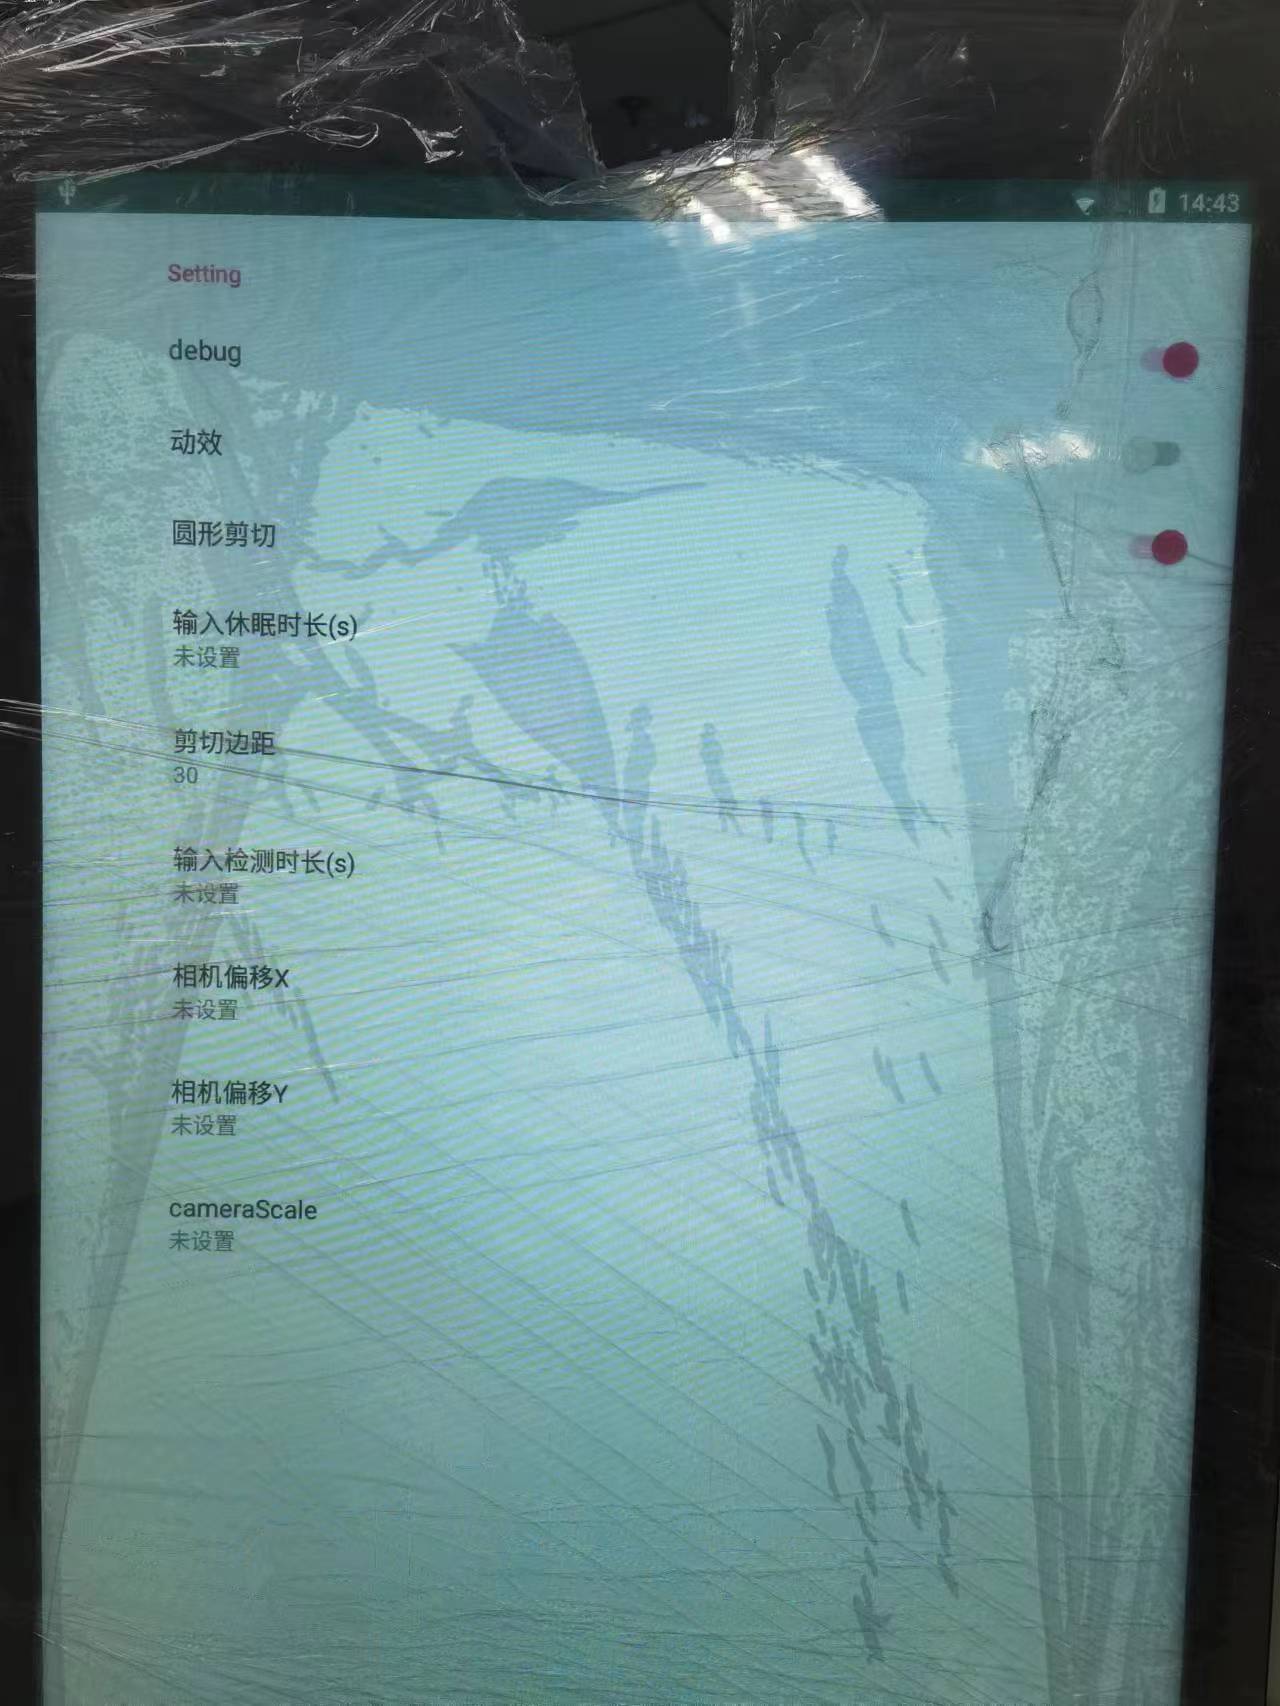 14:43
Setting
debug
动效
圆形剪切
输入休眠时长(s)
未设置
剪切边距
30
输入检测时长(s)
未设置
相机偏移X
未设置
相机偏移Y
未设置
cameraScale
未设置